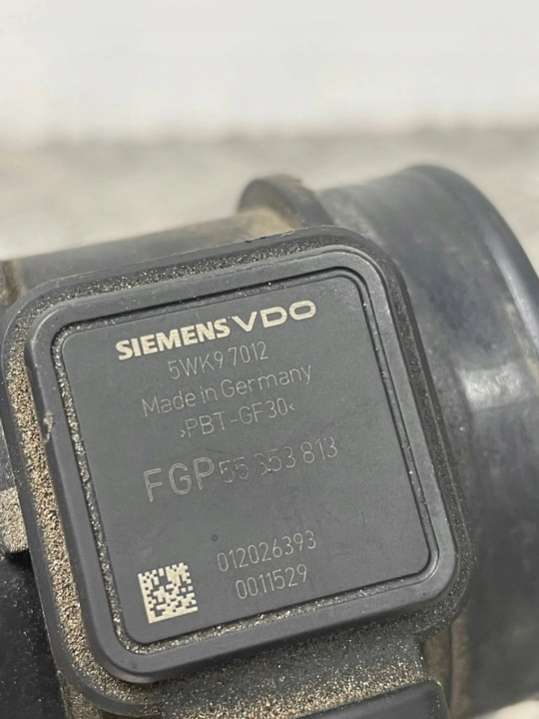 SIEMENS VDO
5WK9 7012
Made in Germany
>PBT-GF30<
FGP 55 353 813
012026393
0011529